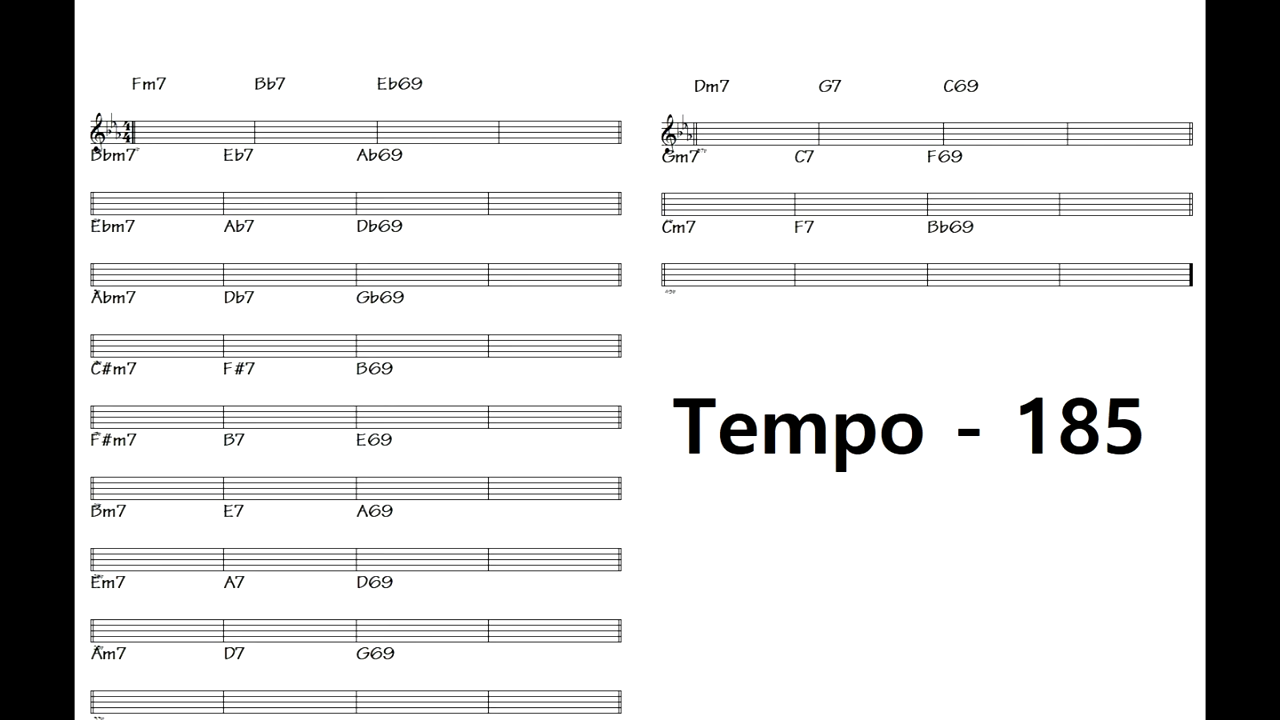 Fm7 Bb7 Eb69
Bbm7 Eb7 Ab69
Ebm7 Ab7 Db69
Abm7 Db7 Gb69
C#m7 F#7 B69
F#m7 B7 E69
Bm7 E7 A69
Em7 A7 D69
Am7 D7 G69
Dm7 G7 C69
Gm7 C7 F69
Cm7 F7 Bb69
Tempo - 185